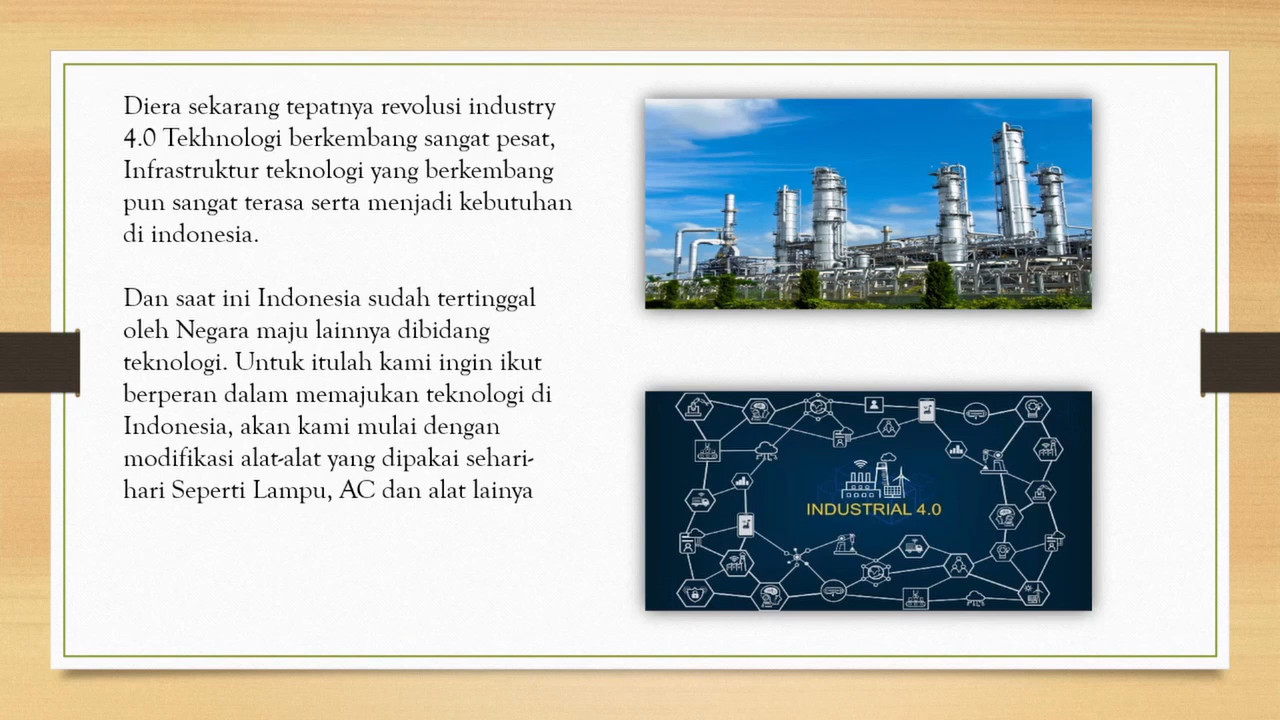 Diera sekarang tepatnya revolusi industry
4.0 Tekhnologi berkembang sangat pesat,
Infrastruktur teknologi yang berkembang
pun sangat terasa serta menjadi kebutuhan
di indonesia.
Dan saat ini Indonesia sudah tertinggal
oleh Negara maju lainnya dibidang
teknologi. Untuk itulah kami ingin ikut
berperan dalam memajukan teknologi di
Indonesia, akan kami mulai dengan
modifikasi alat-alat yang dipakai sehari-
hari Seperti Lampu, AC dan alat lainya
INDUSTRIAL 4.0